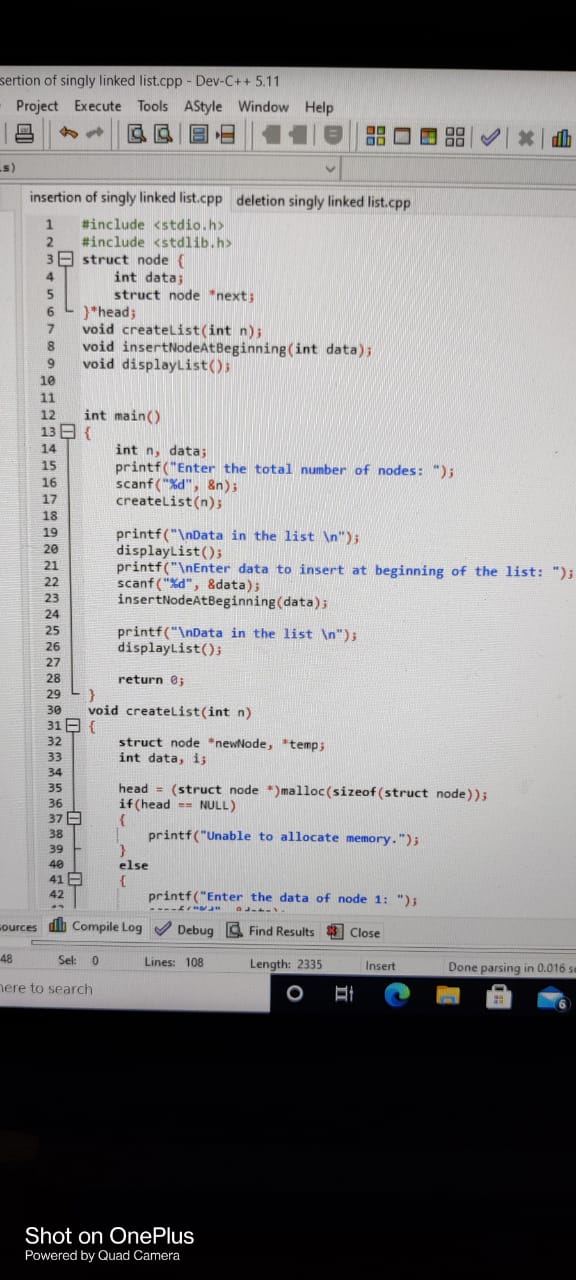 sertion of singly linked list.cpp - Dev-C++ 5.11
Project Execute Tools AStyle Window Help
s)
insertion of singly linked list.cpp deletion singly linked list.cpp
1 #include <stdio.h>
2 #include <stdlib.h>
3 struct node {
4 int data;
5 struct node *next;
6 }*head;
7 void createList(int n);
8 void insertNodeAtBeginning(int data);
9 void displayList();
10
11
12 int main()
13 {
14 int n, data;
15 printf("Enter the total number of nodes: ");
16 scanf("%d", &n);
17 createList(n);
18
19 printf("\nData in the list \n");
20 displayList();
21 printf("\nEnter data to insert at beginning of the list: ");
22 scanf("%d", &data);
23 insertNodeAtBeginning(data);
24
25 printf("\nData in the list \n");
26 displayList();
27
28 return 0;
29 }
30 void createList(int n)
31 {
32 struct node *newNode, *temp;
33 int data, i;
34
35 head = (struct node *)malloc(sizeof(struct node));
36 if(head == NULL)
37 {
38 printf("Unable to allocate memory.");
39 }
40 else
41 {
42 printf("Enter the data of node 1: ");
ources Compile Log Debug Find Results Close
48 Sel: 0 Lines: 108 Length: 2335 Insert Done parsing in 0.016 se
here to search
6
Shot on OnePlus
Powered by Quad Camera